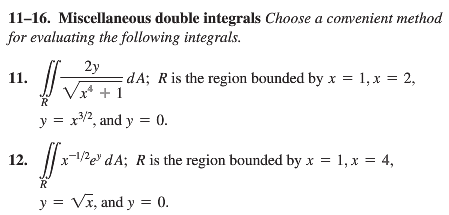 11–16. Miscellaneous double integrals Choose a convenient method
for evaluating the following integrals.
11. ∬_R 2y/√(x⁴ + 1) dA; R is the region bounded by x = 1, x = 2,
y = x^(3/2), and y = 0.
12. ∬_R x^(−1/2)e^y dA; R is the region bounded by x = 1, x = 4,
y = √x, and y = 0.